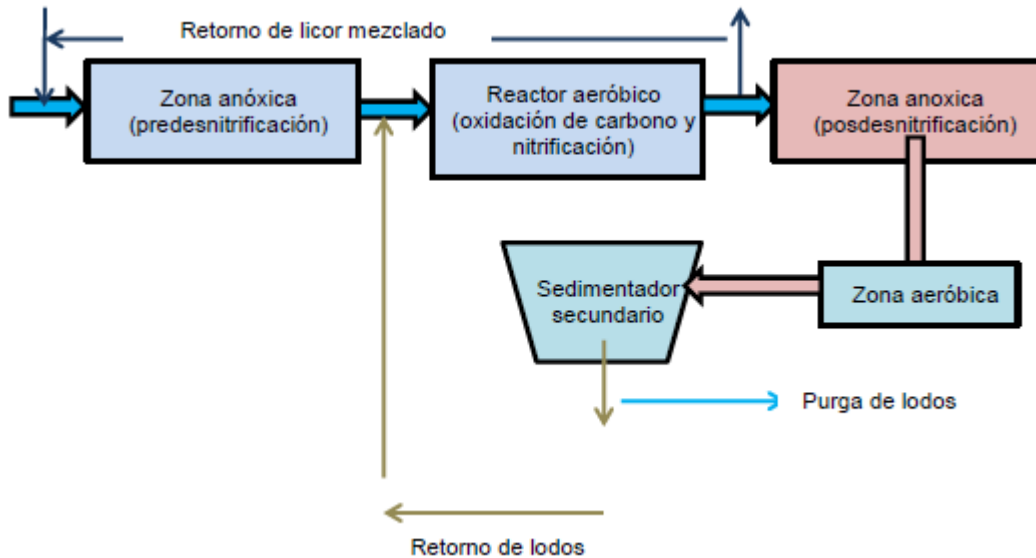 Retorno de licor mezclado
Zona anóxica
(predesnitrificación)
Reactor aeróbico
(oxidación de carbono y
nitrificación)
Zona anoxica
(posdesnitrificación)
Sedimentador
secundario
Zona aeróbica
Purga de lodos
Retorno de lodos